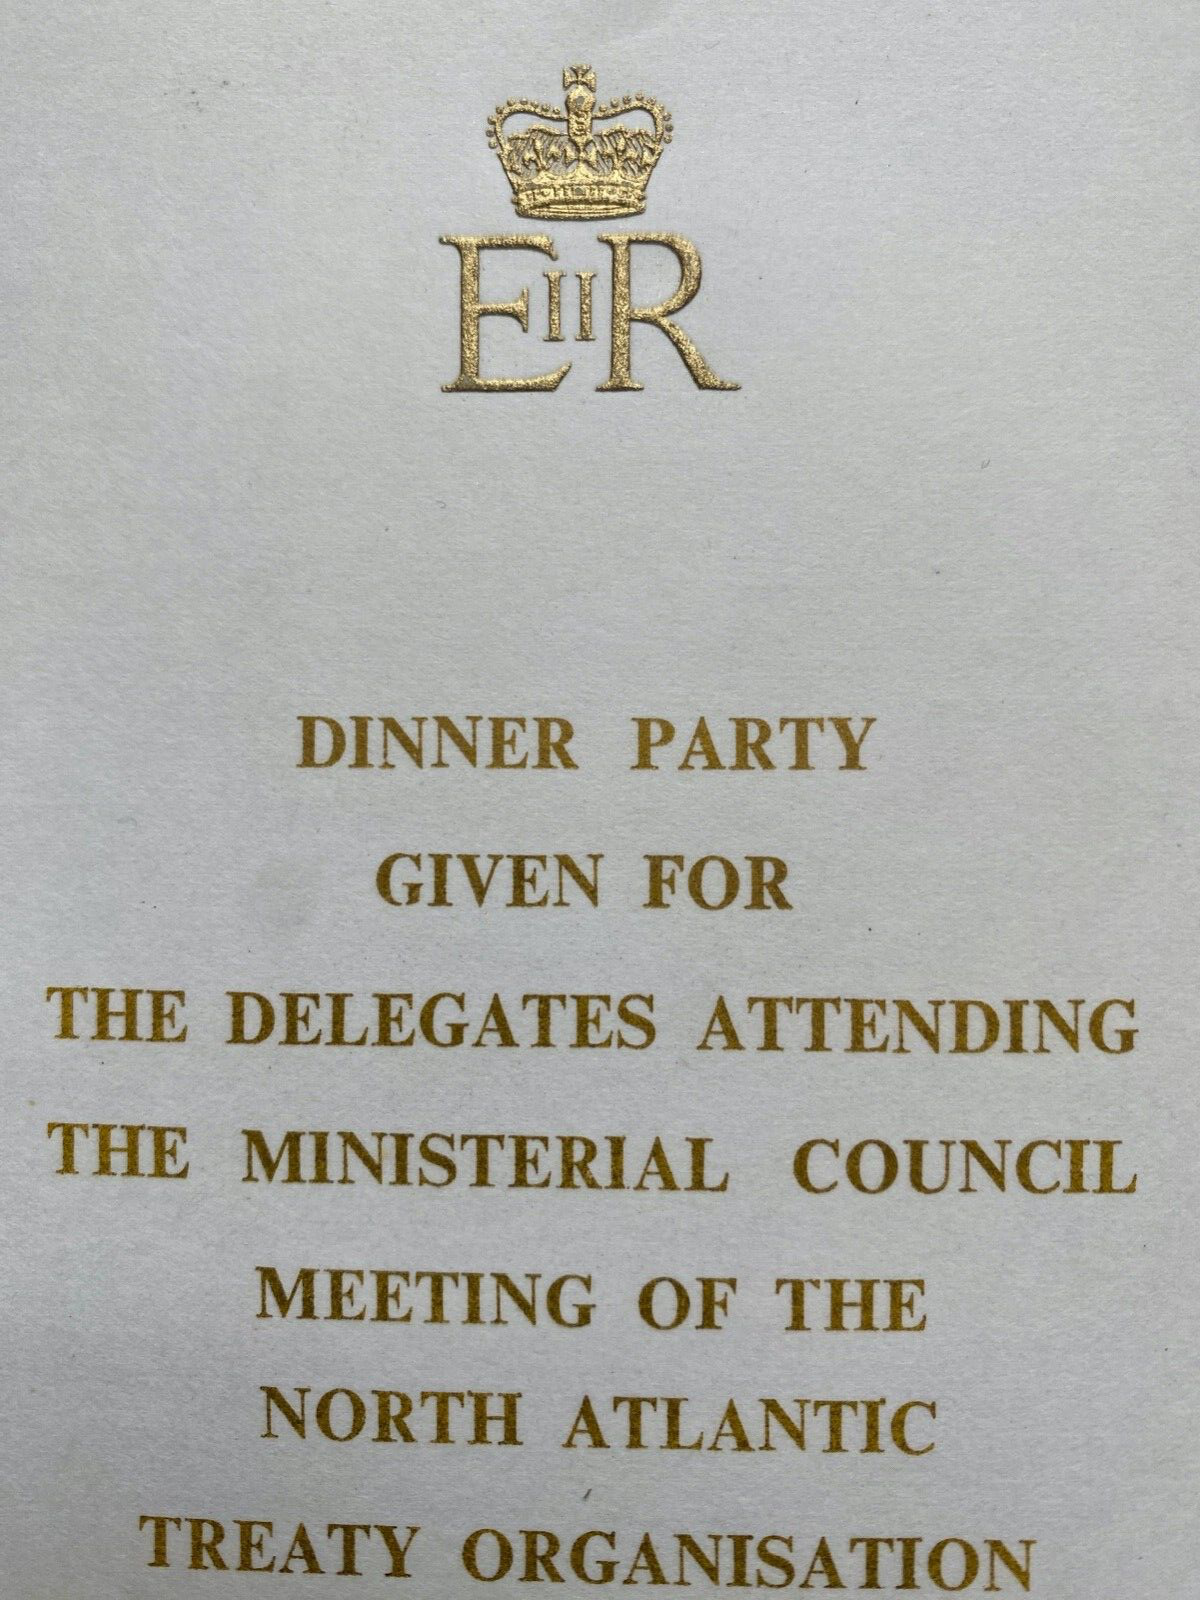 EIIR
DINNER PARTY
GIVEN FOR
THE DELEGATES ATTENDING
THE MINISTERIAL COUNCIL
MEETING OF THE
NORTH ATLANTIC
TREATY ORGANISATION